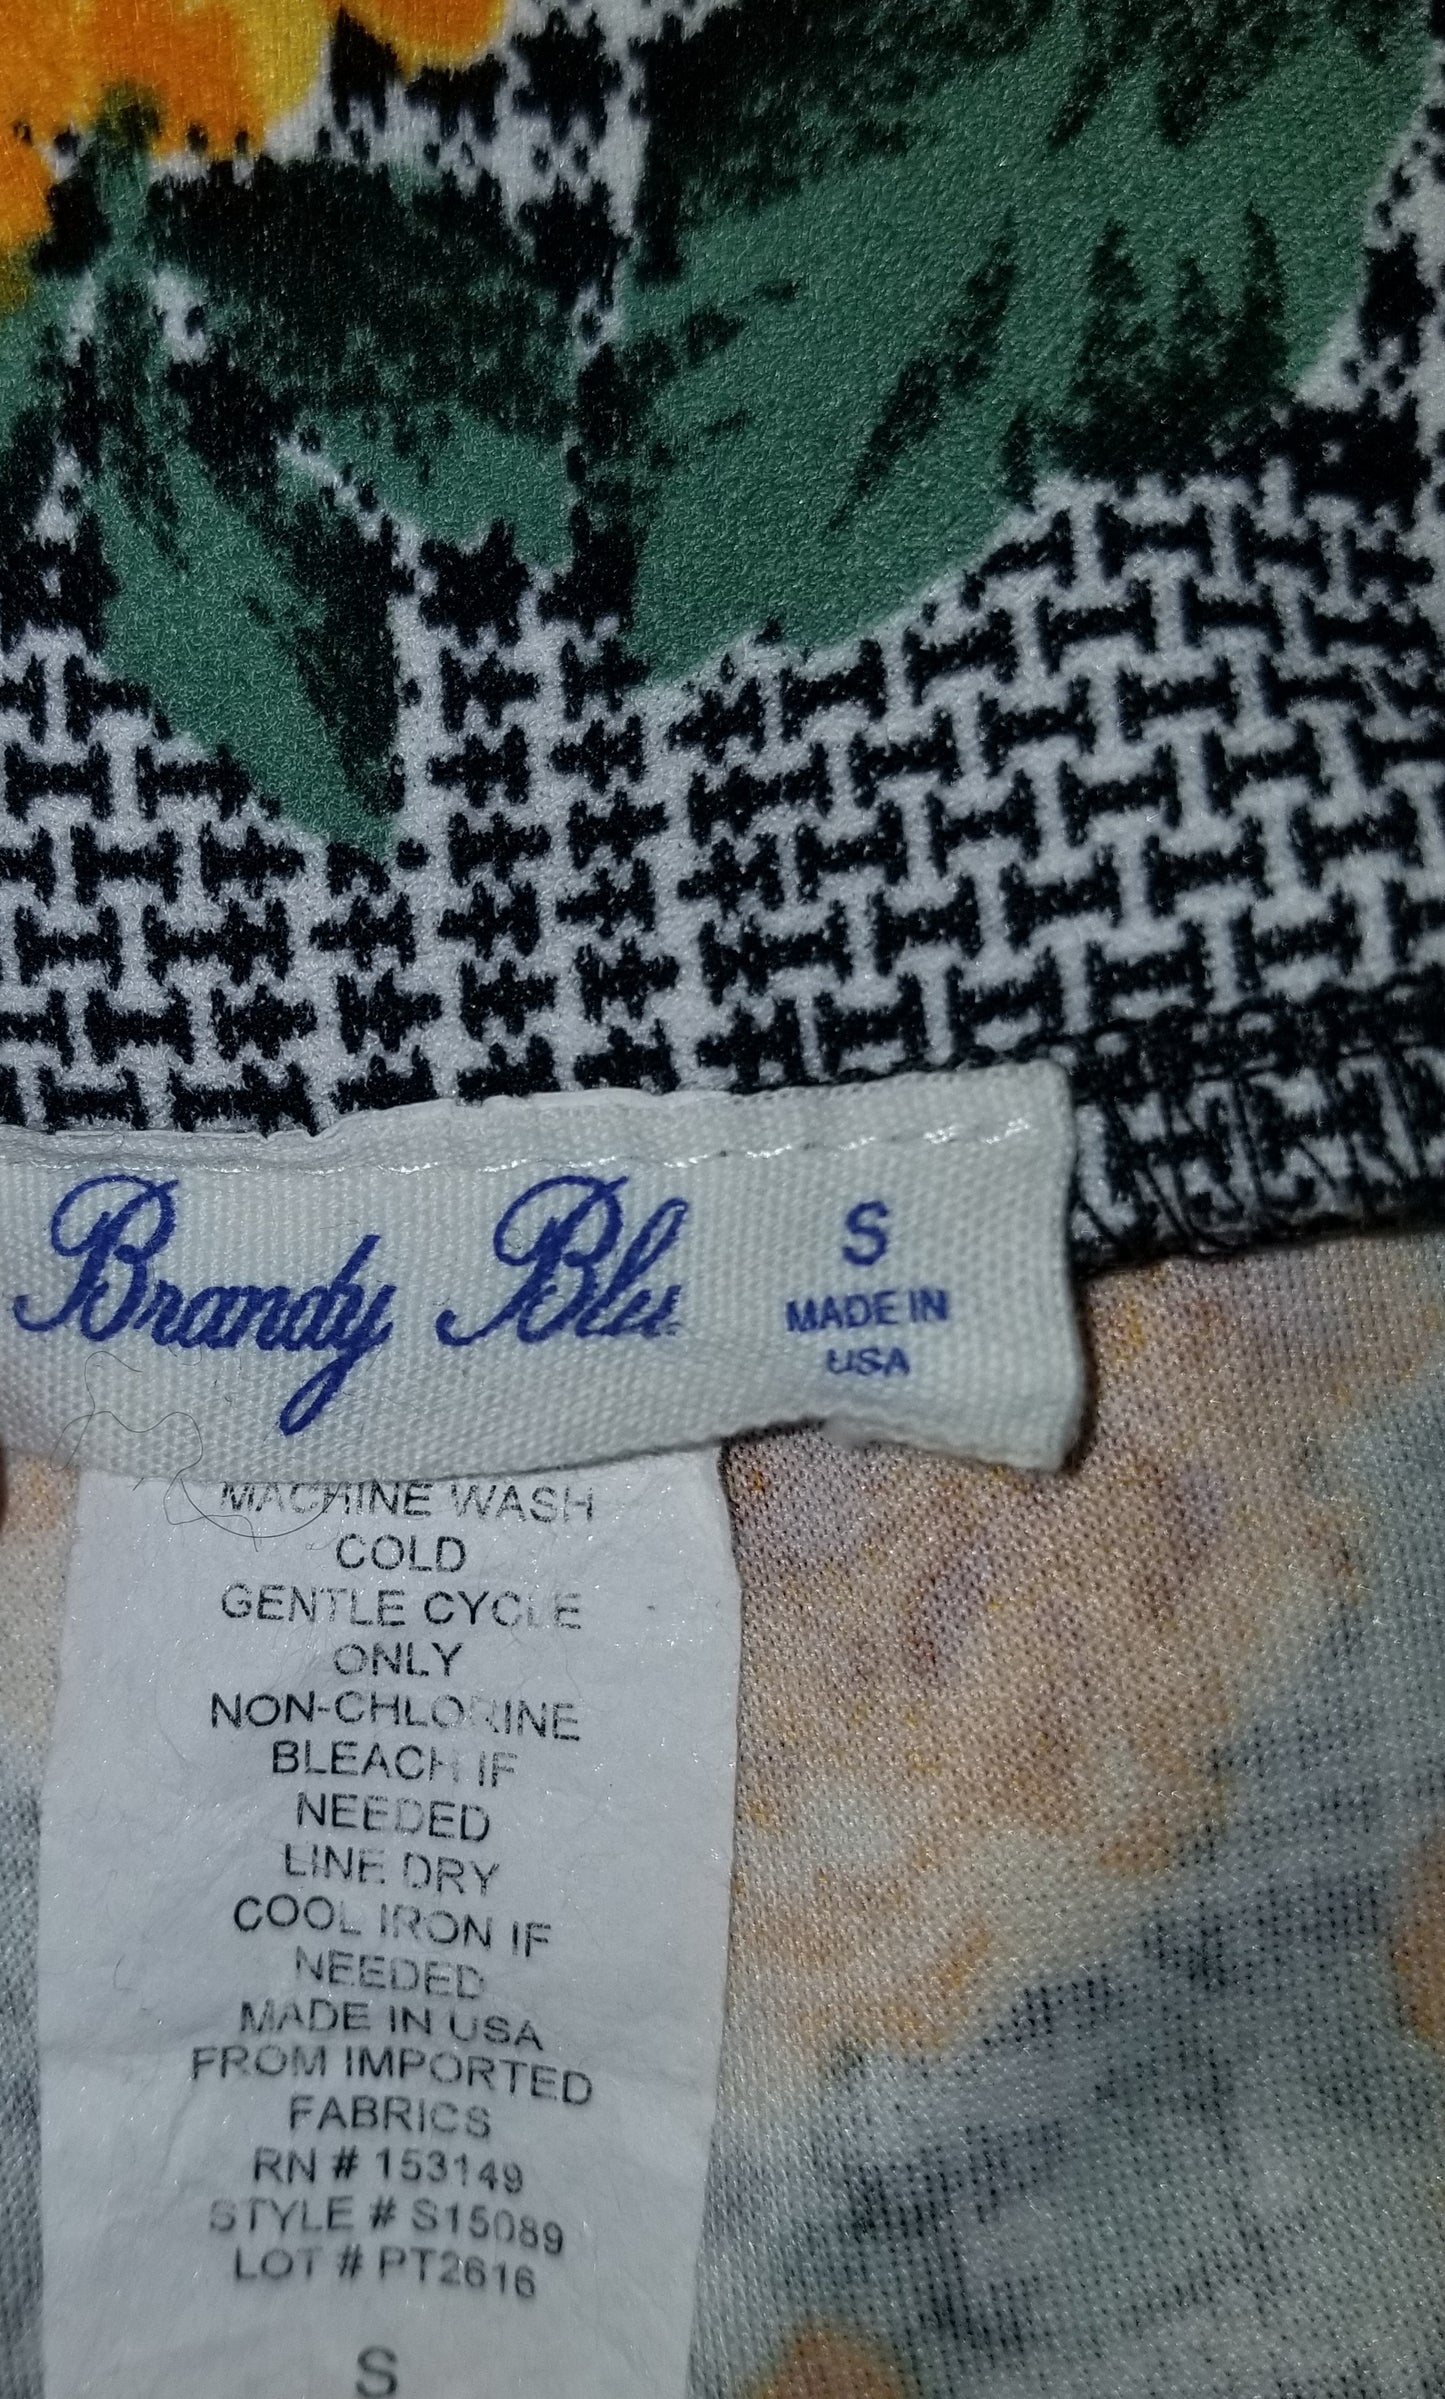 Brandy Blu
S
MADE IN
USA
MACHINE WASH
COLD
GENTLE CYCLE
ONLY
NON-CHLORINE
BLEACH IF
NEEDED
LINE DRY
COOL IRON IF
NEEDED
MADE IN USA
FROM IMPORTED
FABRICS
RN # 153149
STYLE # S15089
LOT # PT2616
S